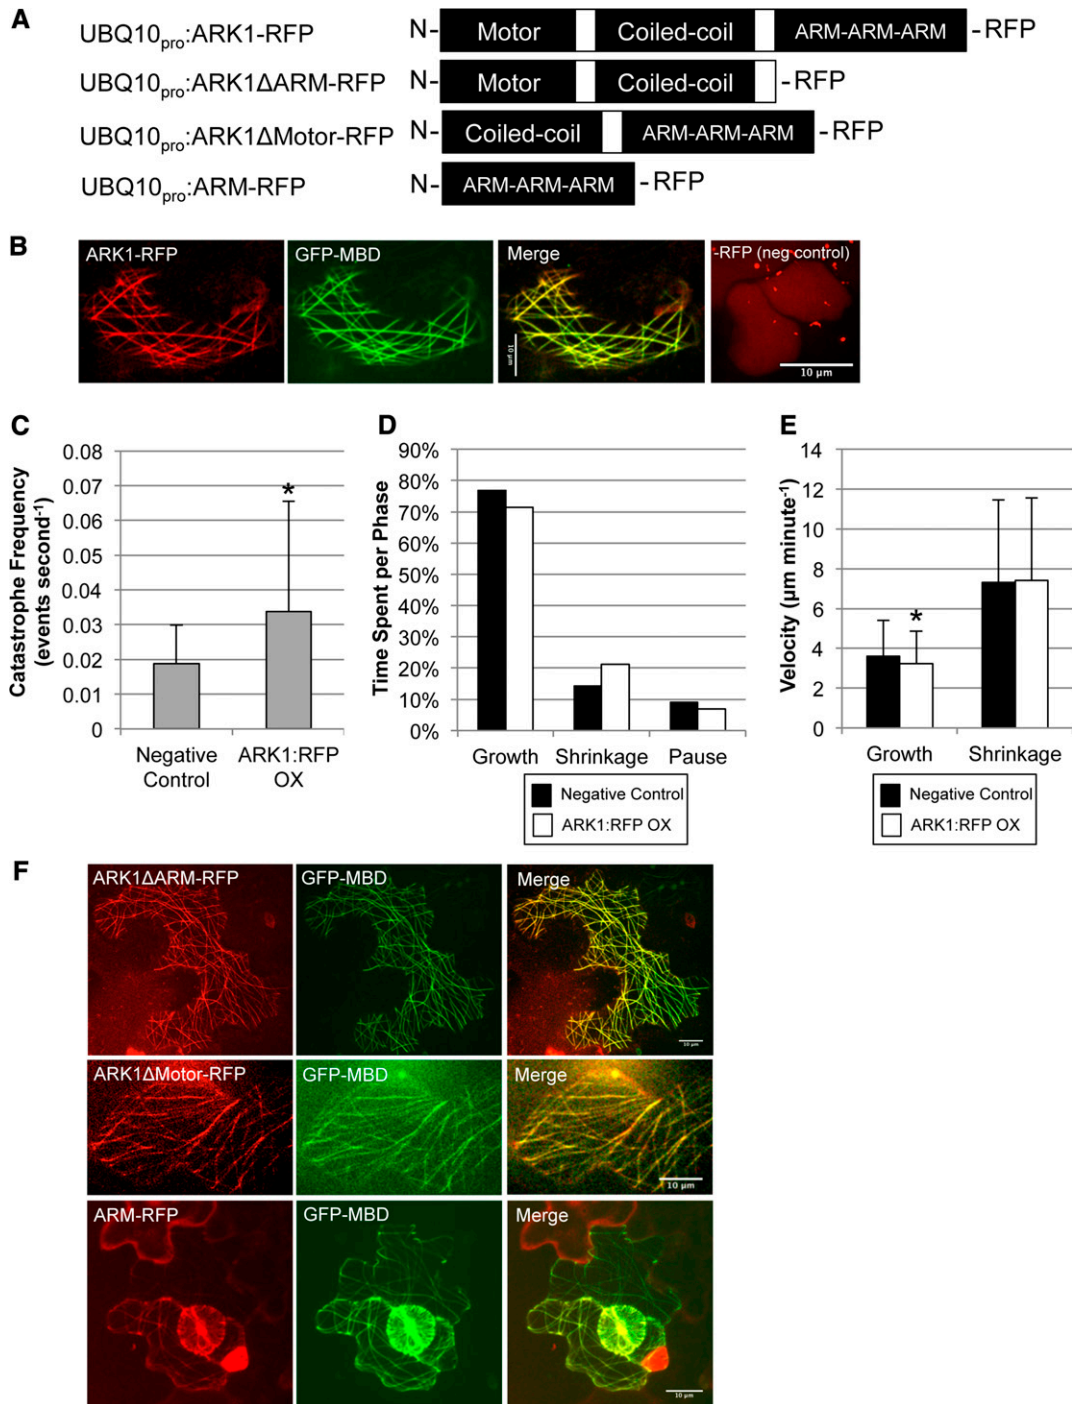 A
UBQ10pro:ARK1-RFP
N- Motor Coiled-coil ARM-ARM-ARM -RFP
UBQ10pro:ARK1ΔARM-RFP
N- Motor Coiled-coil -RFP
UBQ10pro:ARK1ΔMotor-RFP
N- Coiled-coil ARM-ARM-ARM -RFP
UBQ10pro:ARM-RFP
N- ARM-ARM-ARM -RFP
B
ARK1-RFP
GFP-MBD
Merge
10 μm
-RFP (neg control)
10 μm
C
Catastrophe Frequency
(events second-1)
0.08
0.07
0.06
0.05
0.04
0.03
0.02
0.01
0
*
Negative
Control
ARK1:RFP
OX
D
Time Spent per Phase
90%
80%
70%
60%
50%
40%
30%
20%
10%
0%
Growth Shrinkage Pause
Negative Control
ARK1:RFP OX
E
Velocity (μm minute-1)
14
12
10
8
6
4
2
0
*
Growth Shrinkage
Negative Control
ARK1:RFP OX
F
ARK1ΔARM-RFP
GFP-MBD
Merge
10 μm
ARK1ΔMotor-RFP
GFP-MBD
Merge
10 μm
ARM-RFP
GFP-MBD
Merge
10 μm